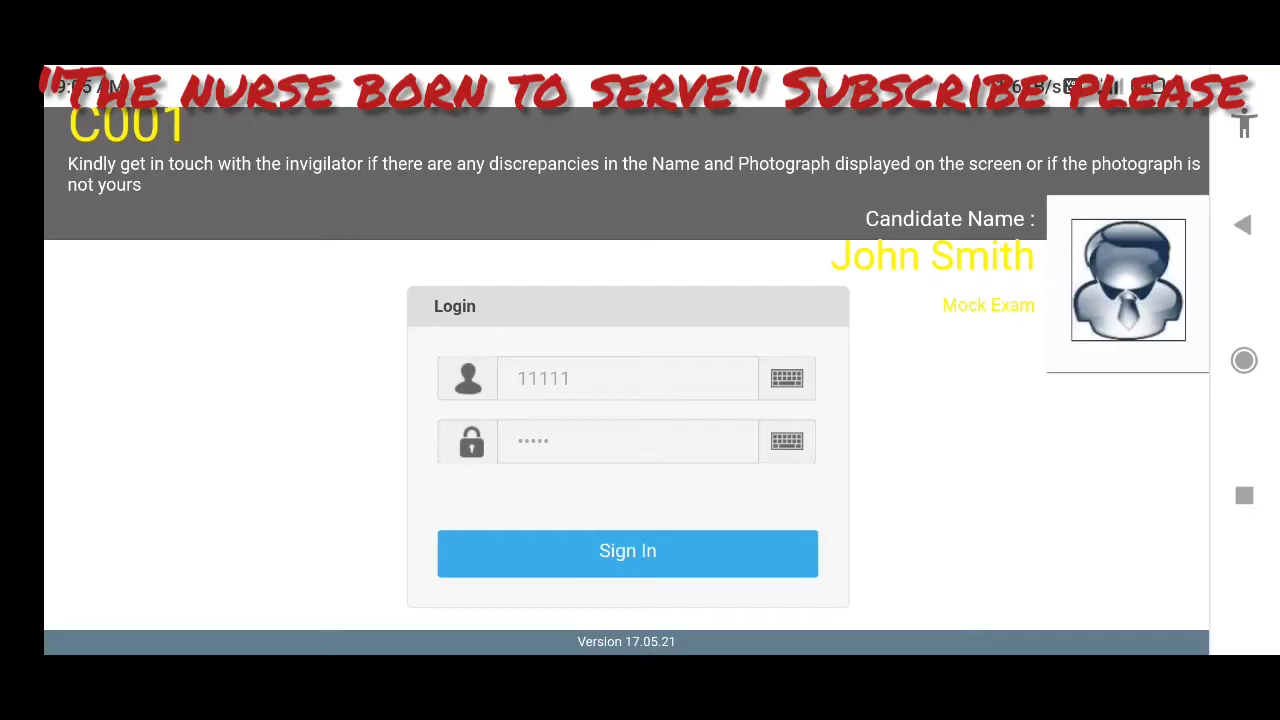 "The nurse born to serve" Subscribe please
C001
Kindly get in touch with the invigilator if there are any discrepancies in the Name and Photograph displayed on the screen or if the photograph is
not yours
Candidate Name :
John Smith
Mock Exam
Login
11111
•••••
Sign In
Version 17.05.21